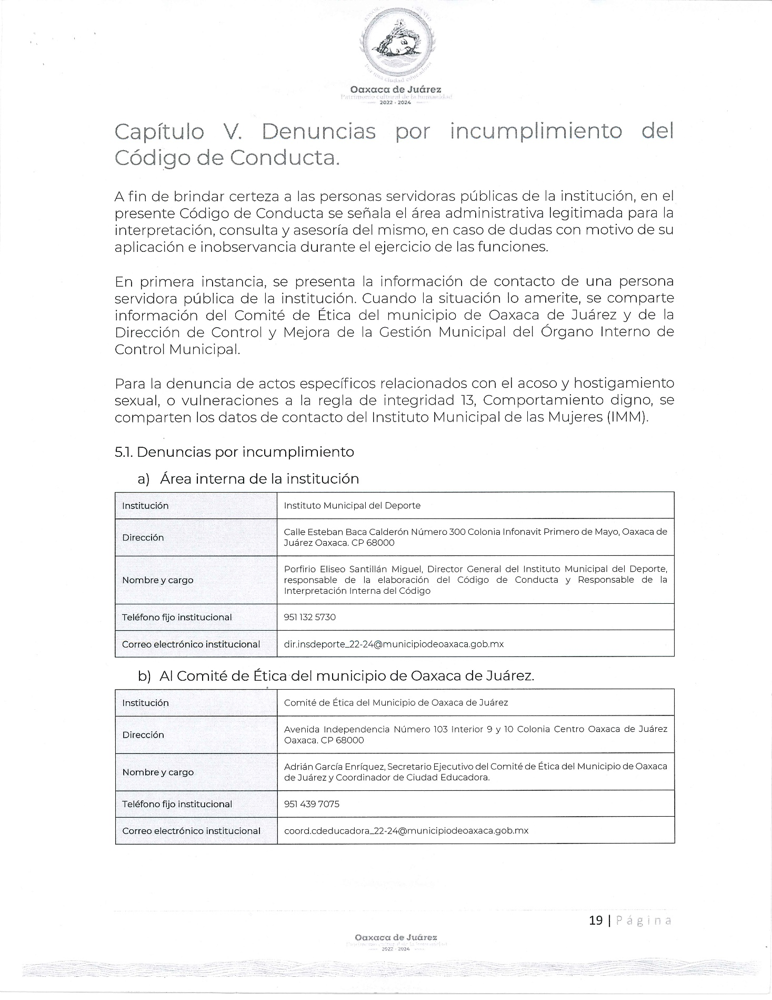 Oaxaca de Juárez
Patrimonio cultural de la humanidad
2022 - 2024
Capítulo V. Denuncias por incumplimiento del
Código de Conducta.
A fin de brindar certeza a las personas servidoras públicas de la institución, en el
presente Código de Conducta se señala el área administrativa legitimada para la
interpretación, consulta y asesoría del mismo, en caso de dudas con motivo de su
aplicación e inobservancia durante el ejercicio de las funciones.
En primera instancia, se presenta la información de contacto de una persona
servidora pública de la institución. Cuando la situación lo amerite, se comparte
información del Comité de Ética del municipio de Oaxaca de Juárez y de la
Dirección de Control y Mejora de la Gestión Municipal del Órgano Interno de
Control Municipal.
Para la denuncia de actos específicos relacionados con el acoso y hostigamiento
sexual, o vulneraciones a la regla de integridad 13, Comportamiento digno, se
comparten los datos de contacto del Instituto Municipal de las Mujeres (IMM).
5.1. Denuncias por incumplimiento
a) Área interna de la institución
Institución
Instituto Municipal del Deporte
Dirección
Calle Esteban Baca Calderón Número 300 Colonia Infonavit Primero de Mayo, Oaxaca de
Juárez Oaxaca. CP 68000
Nombre y cargo
Porfirio Eliseo Santillán Miguel, Director General del Instituto Municipal del Deporte,
responsable de la elaboración del Código de Conducta y Responsable de la
Interpretación Interna del Código
Teléfono fijo institucional
951 132 5730
Correo electrónico institucional
dir.insdeporte_22-24@municipiodeoaxaca.gob.mx
b) Al Comité de Ética del municipio de Oaxaca de Juárez.
Institución
Comité de Ética del Municipio de Oaxaca de Juárez
Dirección
Avenida Independencia Número 103 Interior 9 y 10 Colonia Centro Oaxaca de Juárez
Oaxaca. CP 68000
Nombre y cargo
Adrián García Enríquez, Secretario Ejecutivo del Comité de Ética del Municipio de Oaxaca
de Juárez y Coordinador de Ciudad Educadora.
Teléfono fijo institucional
951 439 7075
Correo electrónico institucional
coord.cdeducadora_22-24@municipiodeoaxaca.gob.mx
19 | Página
Oaxaca de Juárez
2022 - 2024